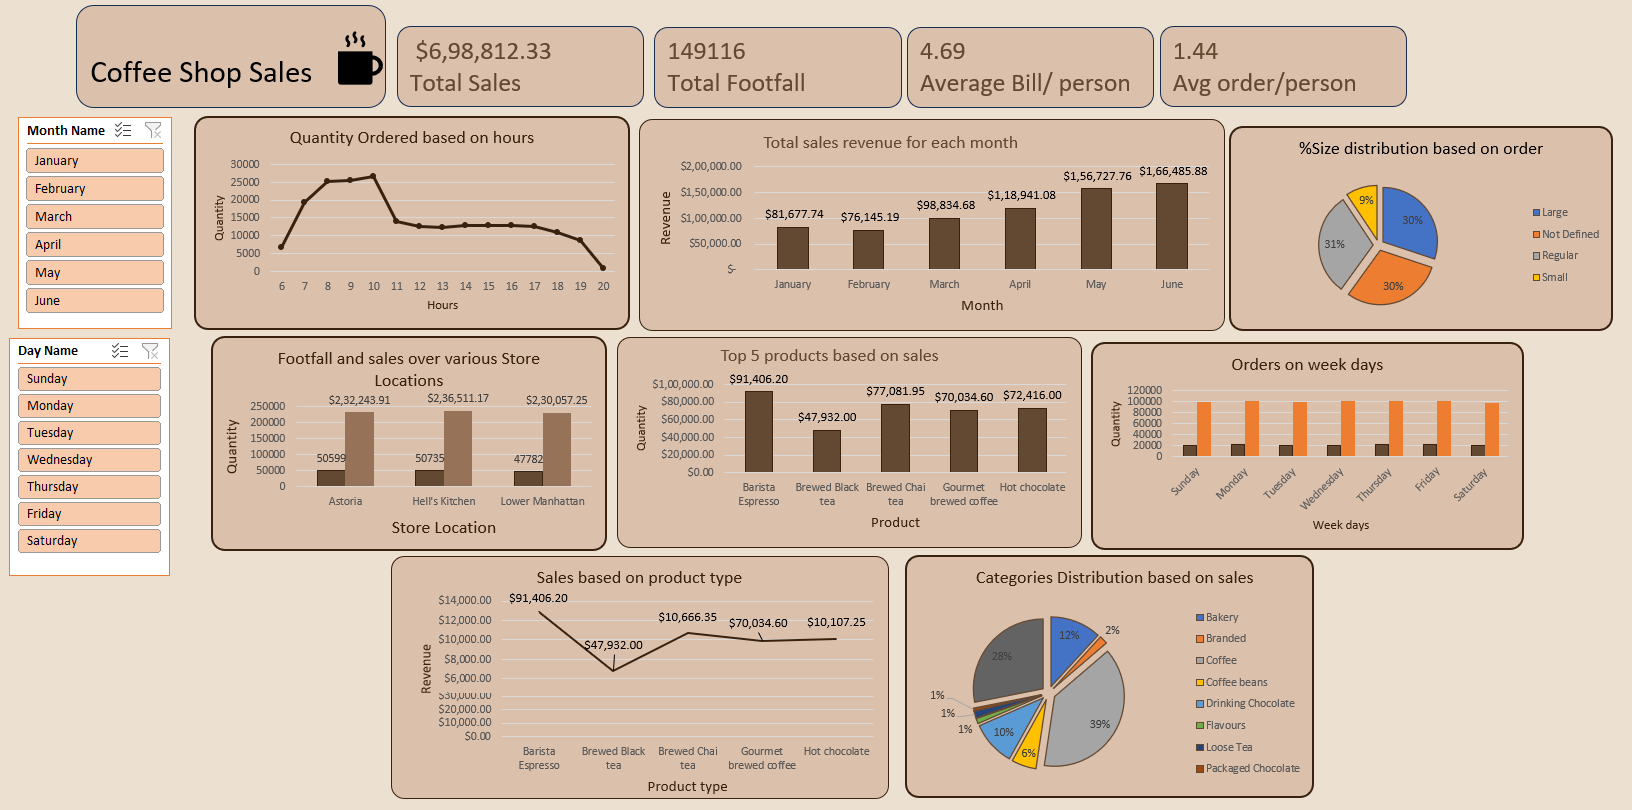 Coffee Shop Sales
$6,98,812.33
Total Sales
149116
Total Footfall
4.69
Average Bill/ person
1.44
Avg order/person
Month Name
January
February
March
April
May
June
Day Name
Sunday
Monday
Tuesday
Wednesday
Thursday
Friday
Saturday
Quantity Ordered based on hours
Quantity
30000
25000
20000
15000
10000
5000
0
6 7 8 9 10 11 12 13 14 15 16 17 18 19 20
Hours
Total sales revenue for each month
Revenue
$2,00,000.00
$1,50,000.00
$1,00,000.00
$50,000.00
$-
$81,677.74
$76,145.19
$98,834.68
$1,18,941.08
$1,56,727.76
$1,66,485.88
January February March April May June
Month
%Size distribution based on order
9%
30%
31%
30%
Large
Not Defined
Regular
Small
Footfall and sales over various Store
Locations
Quantity
250000
200000
150000
100000
50000
0
$2,32,243.91
$2,36,511.17
$2,30,057.25
50599
50735
47782
Astoria Hell's Kitchen Lower Manhattan
Store Location
Top 5 products based on sales
Quantity
$1,00,000.00
$80,000.00
$60,000.00
$40,000.00
$20,000.00
$0.00
$91,406.20
$47,932.00
$77,081.95
$70,034.60
$72,416.00
Barista Brewed Black Brewed Chai Gourmet Hot chocolate
Espresso tea tea brewed coffee
Product
Orders on week days
Quantity
120000
100000
80000
60000
40000
20000
0
Sunday Monday Tuesday Wednesday Thursday Friday Saturday
Week days
Sales based on product type
Revenue
$14,000.00
$12,000.00
$10,000.00
$8,000.00
$6,000.00
$30,000.00
$20,000.00
$10,000.00
$0.00
$91,406.20
$47,932.00
$10,666.35
$70,034.60
$10,107.25
Barista Brewed Black Brewed Chai Gourmet Hot chocolate
Espresso tea tea brewed coffee
Product type
Categories Distribution based on sales
12%
2%
28%
39%
1%
1%
1%
10%
6%
Bakery
Branded
Coffee
Coffee beans
Drinking Chocolate
Flavours
Loose Tea
Packaged Chocolate